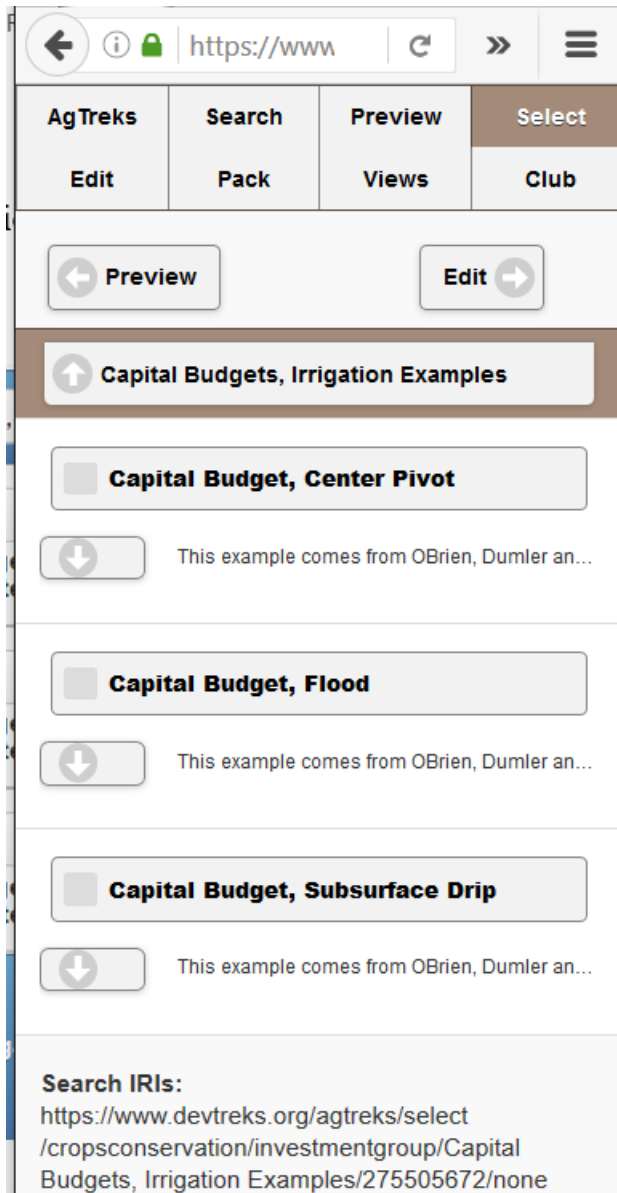 https://www
AgTreks Search Preview Select
Edit Pack Views Club
Preview Edit
Capital Budgets, Irrigation Examples
Capital Budget, Center Pivot
This example comes from OBrien, Dumler an...
Capital Budget, Flood
This example comes from OBrien, Dumler an...
Capital Budget, Subsurface Drip
This example comes from OBrien, Dumler an...
Search IRIs:
https://www.devtreks.org/agtreks/select
/cropsconservation/investmentgroup/Capital
Budgets, Irrigation Examples/275505672/none